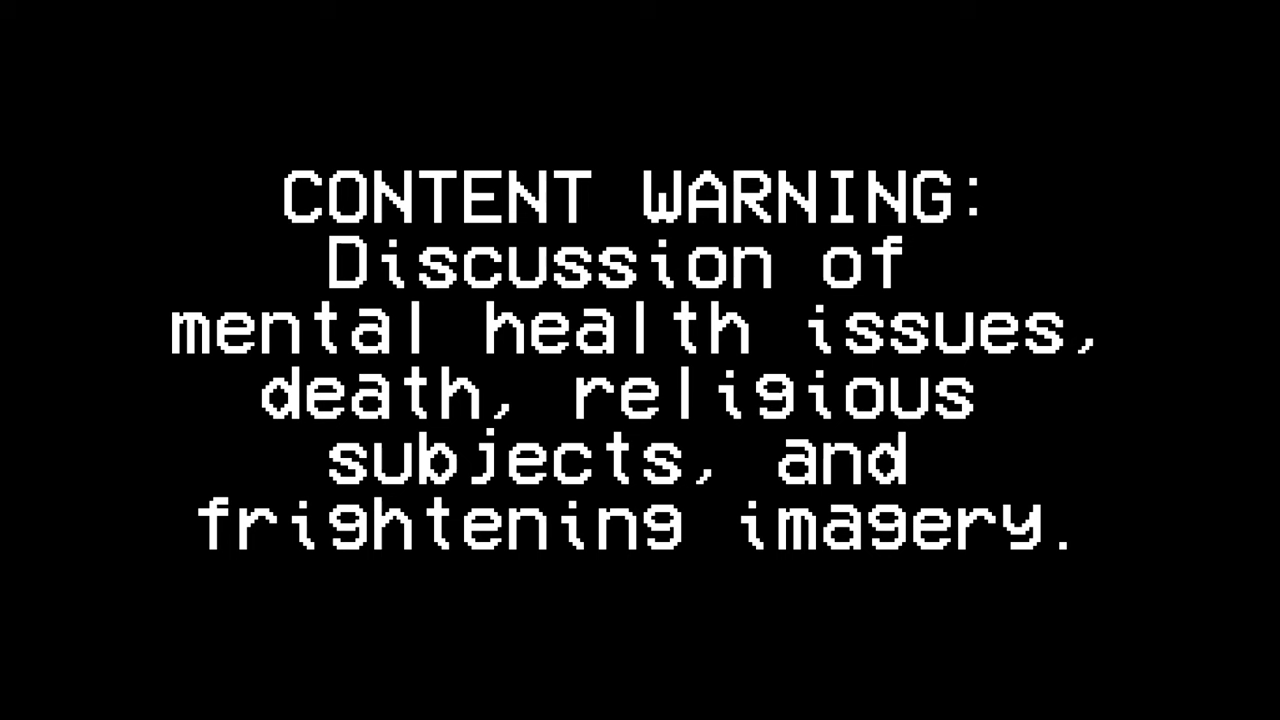 CONTENT WARNING:
Discussion of
mental health issues,
death, religious
subjects, and
frightening imagery.